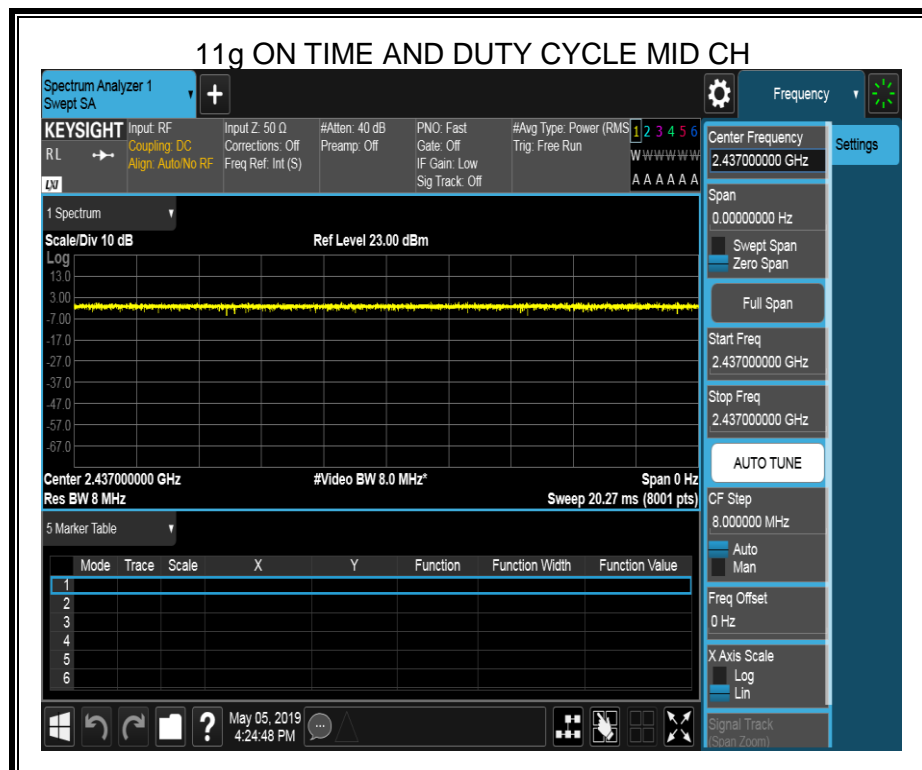 11g ON TIME AND DUTY CYCLE MID CH
Spectrum Analyzer 1
Swept SA
+
Frequency
KEYSIGHT
RL
LXI
Input: RF
Coupling: DC
Align: Auto/No RF
Input Z: 50 Ω
Corrections: Off
Freq Ref: Int (S)
#Atten: 40 dB
Preamp: Off
PNO: Fast
Gate: Off
IF Gain: Low
Sig Track: Off
#Avg Type: Power (RMS
Trig: Free Run
1 2 3 4 5 6
W W W W W W
A A A A A A
1 Spectrum
Scale/Div 10 dB
Ref Level 23.00 dBm
Log
13.0
3.00
-7.00
-17.0
-27.0
-37.0
-47.0
-57.0
-67.0
Center 2.437000000 GHz
#Video BW 8.0 MHz*
Span 0 Hz
Res BW 8 MHz
Sweep 20.27 ms (8001 pts)
5 Marker Table
Mode Trace Scale X Y Function Function Width Function Value
1
2
3
4
5
6
?
May 05, 2019
4:24:48 PM
Center Frequency
2.437000000 GHz
Settings
Span
0.00000000 Hz
Swept Span
Zero Span
Full Span
Start Freq
2.437000000 GHz
Stop Freq
2.437000000 GHz
AUTO TUNE
CF Step
8.000000 MHz
Auto
Man
Freq Offset
0 Hz
X Axis Scale
Log
Lin
Signal Track
(Span Zoom)